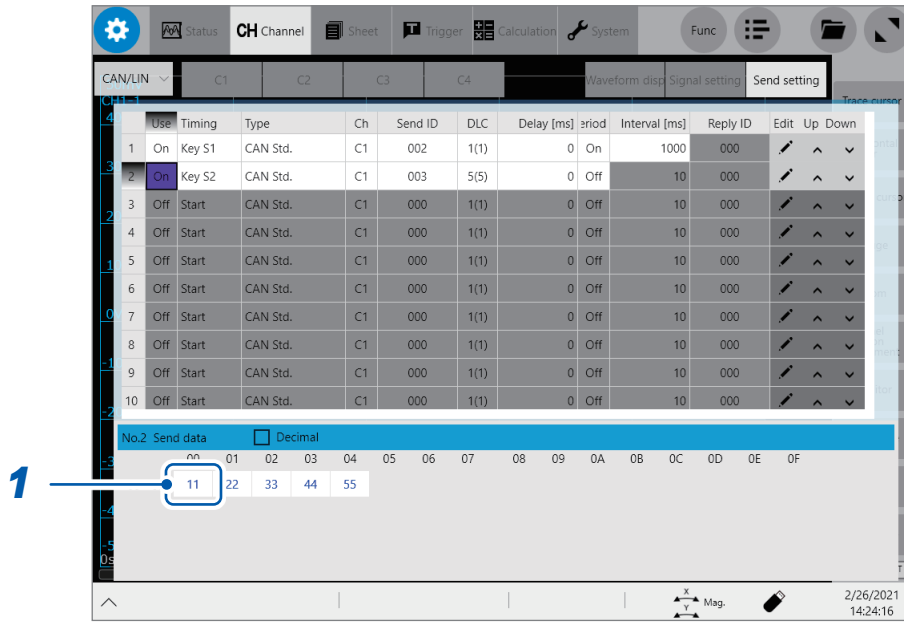 Status CH Channel Sheet Trigger Calculation System Func
CAN/LIN C1 C2 C3 C4 Waveform disp Signal setting Send setting
CH1-1 Trace cursor
Use Timing Type Ch Send ID DLC Delay [ms] eriod Interval [ms] Reply ID Edit Up Down
1 On Key S1 CAN Std. C1 002 1(1) 0 On 1000 000
2 On Key S2 CAN Std. C1 003 5(5) 0 Off 10 000
3 Off Start CAN Std. C1 000 1(1) 0 Off 10 000
4 Off Start CAN Std. C1 000 1(1) 0 Off 10 000
5 Off Start CAN Std. C1 000 1(1) 0 Off 10 000
6 Off Start CAN Std. C1 000 1(1) 0 Off 10 000
7 Off Start CAN Std. C1 000 1(1) 0 Off 10 000
8 Off Start CAN Std. C1 000 1(1) 0 Off 10 000
9 Off Start CAN Std. C1 000 1(1) 0 Off 10 000
10 Off Start CAN Std. C1 000 1(1) 0 Off 10 000
No.2 Send data Decimal
00 01 02 03 04 05 06 07 08 09 0A 0B 0C 0D 0E 0F
1 11 22 33 44 55
0s
X Y Mag. 2/26/2021
14:24:16